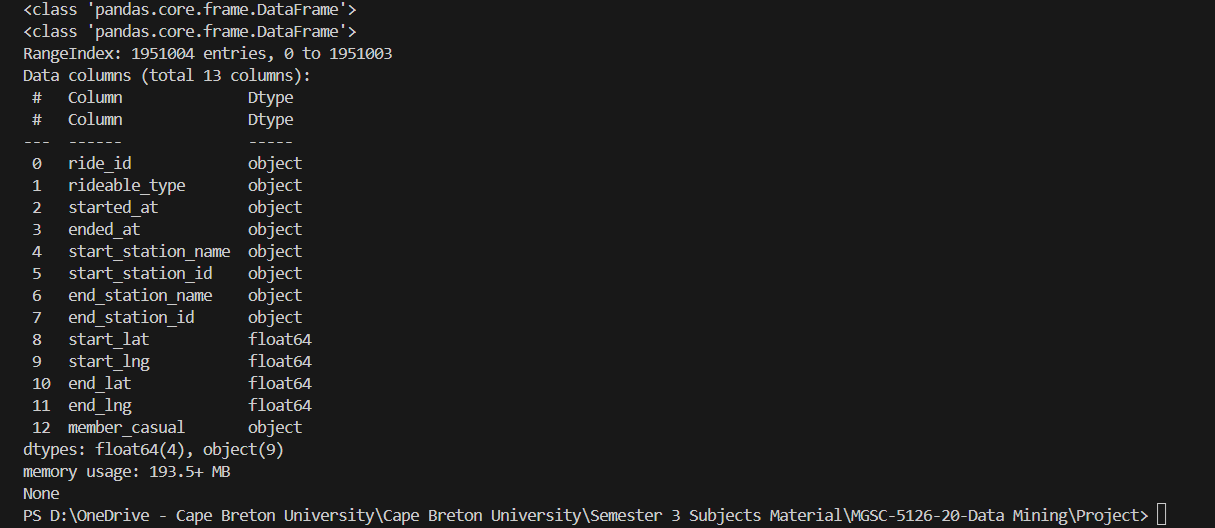 <class 'pandas.core.frame.DataFrame'>
<class 'pandas.core.frame.DataFrame'>
RangeIndex: 1951004 entries, 0 to 1951003
Data columns (total 13 columns):
 #   Column              Dtype
 #   Column              Dtype
---  ------              -----
 0   ride_id             object
 1   rideable_type       object
 2   started_at          object
 3   ended_at            object
 4   start_station_name  object
 5   start_station_id    object
 6   end_station_name    object
 7   end_station_id      object
 8   start_lat           float64
 9   start_lng           float64
 10  end_lat             float64
 11  end_lng             float64
 12  member_casual       object
dtypes: float64(4), object(9)
memory usage: 193.5+ MB
None
PS D:\OneDrive - Cape Breton University\Cape Breton University\Semester 3 Subjects Material\MGSC-5126-20-Data Mining\Project>